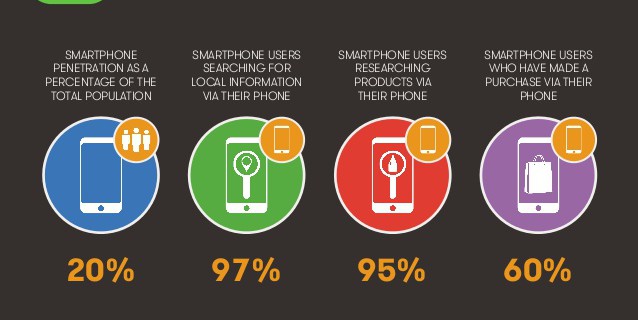 SMARTPHONE
PENETRATION AS A
PERCENTAGE OF THE
TOTAL POPULATION
20%
SMARTPHONE USERS
SEARCHING FOR
LOCAL INFORMATION
VIA THEIR PHONE
97%
SMARTPHONE USERS
RESEARCHING
PRODUCTS VIA
THEIR PHONE
95%
SMARTPHONE USERS
WHO HAVE MADE A
PURCHASE VIA THEIR
PHONE
60%